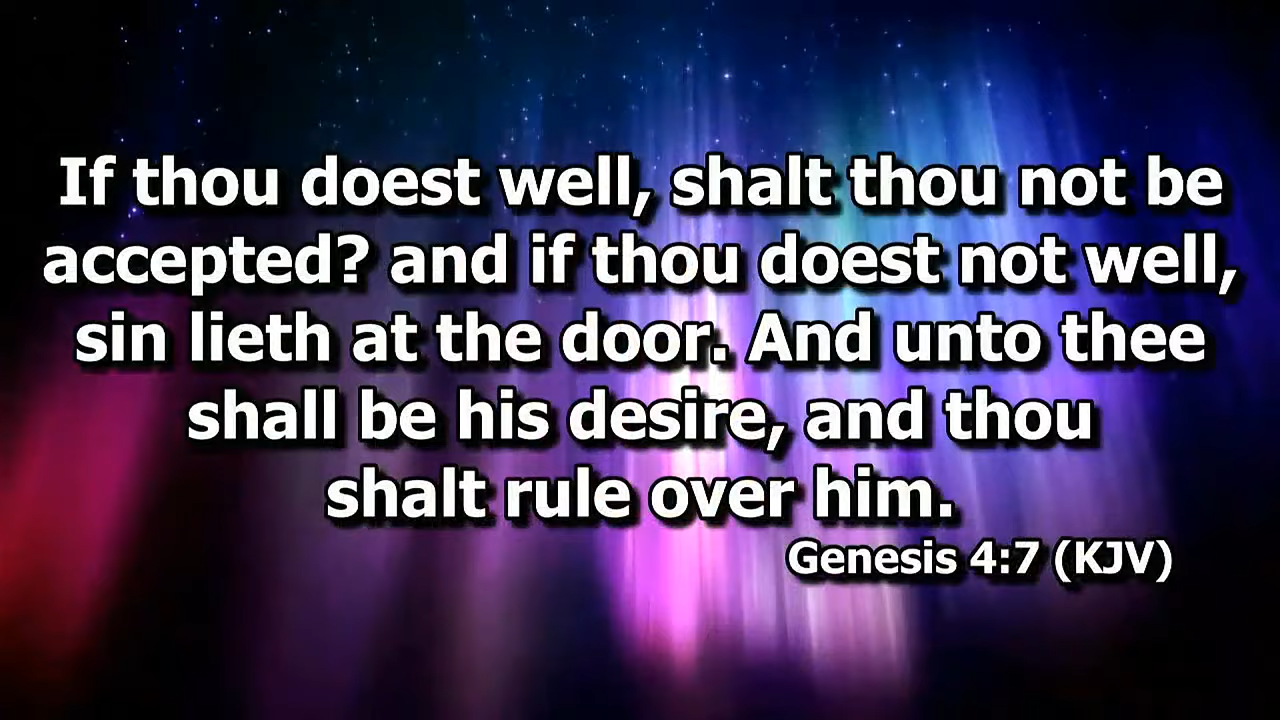 If thou doest well, shalt thou not be
accepted? and if thou doest not well,
sin lieth at the door. And unto thee
shall be his desire, and thou
shalt rule over him.
Genesis 4:7 (KJV)